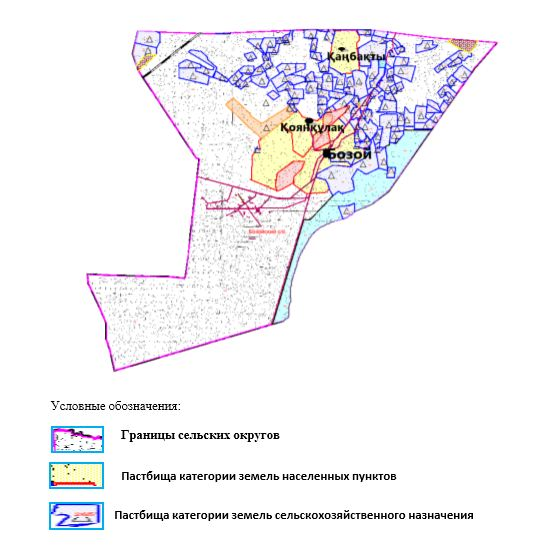 Қаңбақты
Қоянқұлақ
Бозой
Условные обозначения:
Границы сельских округов
Пастбища категории земель населенных пунктов
Пастбища категории земель сельскохозяйственного назначения